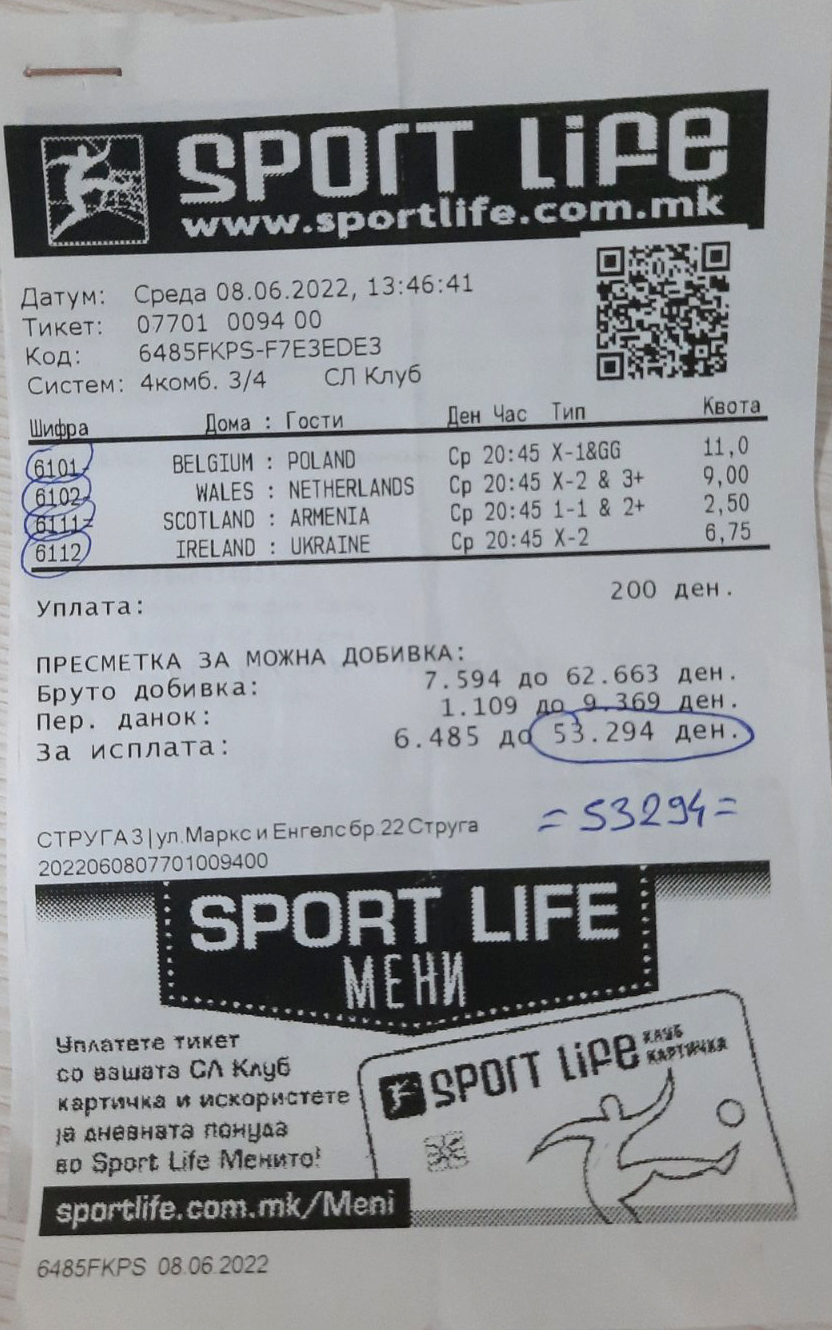 SPORT LIFE
www.sportlife.com.mk
Датум: Среда 08.06.2022, 13:46:41
Тикет: 07701 0094 00
Код: 6485FKPS-F7E3EDE3
Систем: 4комб. 3/4 СЛ Клуб
Шифра Дома : Гости Ден Час Тип Квота
6101- BELGIUM : POLAND Ср 20:45 X-1&GG 11,0
6102- WALES : NETHERLANDS Ср 20:45 X-2 & 3+ 9,00
6111- SCOTLAND : ARMENIA Ср 20:45 1-1 & 2+ 2,50
6112 IRELAND : UKRAINE Ср 20:45 X-2 6,75
Уплата: 200 ден.
ПРЕСМЕТКА ЗА МОЖНА ДОБИВКА:
Бруто добивка: 7.594 до 62.663 ден.
Пер. данок: 1.109 до 9.369 ден.
За исплата: 6.485 до 53.294 ден.
=53294=
СТРУГА 3|ул.Маркс и Енгелс бр.22 Струга
2022060807701009400
SPORT LIFE
МЕНИ
Уплатете тикет
со вашата СЛ Клуб
картичка и искористете
ја дневната понуда
во Sport Life Менито!
SPORT LIFE КЛУБ
КАРТИЧКА
sportlife.com.mk/Meni
6485FKPS 08.06.2022